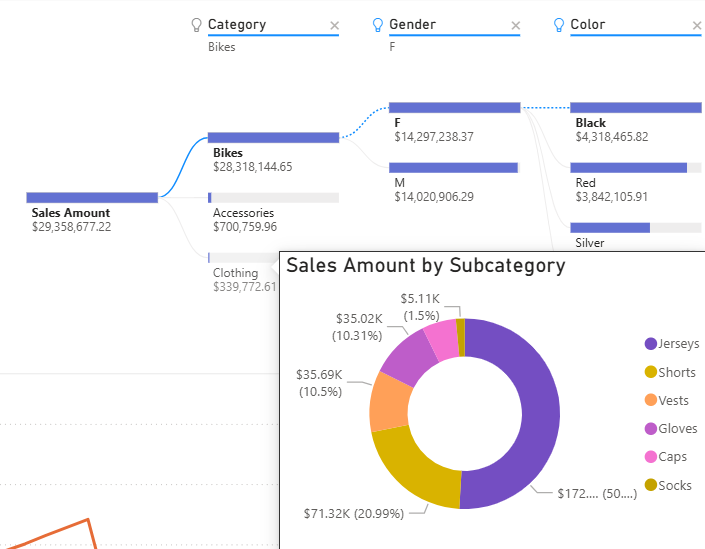 Category
Gender
Color
Bikes
F
F
Black
$14,297,238.37
$4,318,465.82
Bikes
$28,318,144.65
M
Red
$14,020,906.29
$3,842,105.91
Sales Amount
Accessories
$29,358,677.22
$700,759.96
Silver
Clothing
$339,772.61
Sales Amount by Subcategory
$5.11K
(1.5%)
$35.02K
(10.31%)
$35.69K
(10.5%)
$71.32K (20.99%)
$172.... (50....)
Jerseys
Shorts
Vests
Gloves
Caps
Socks